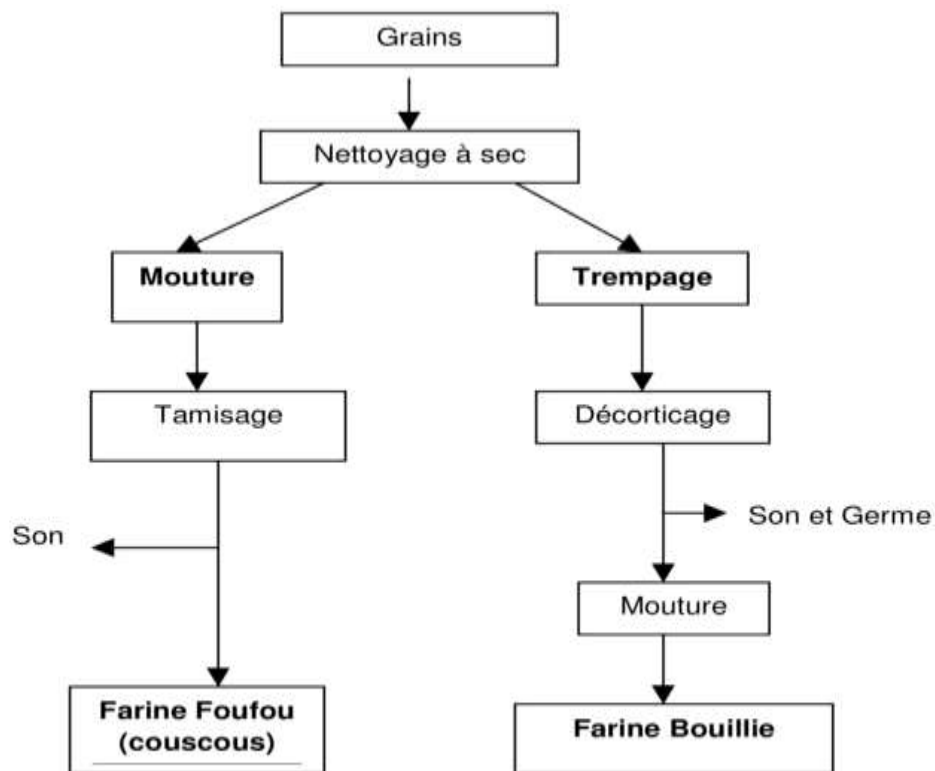 Grains
Nettoyage à sec
Mouture
Trempage
Tamisage
Décorticage
Son
Son et Germe
Mouture
Farine Foufou
(couscous)
Farine Bouillie